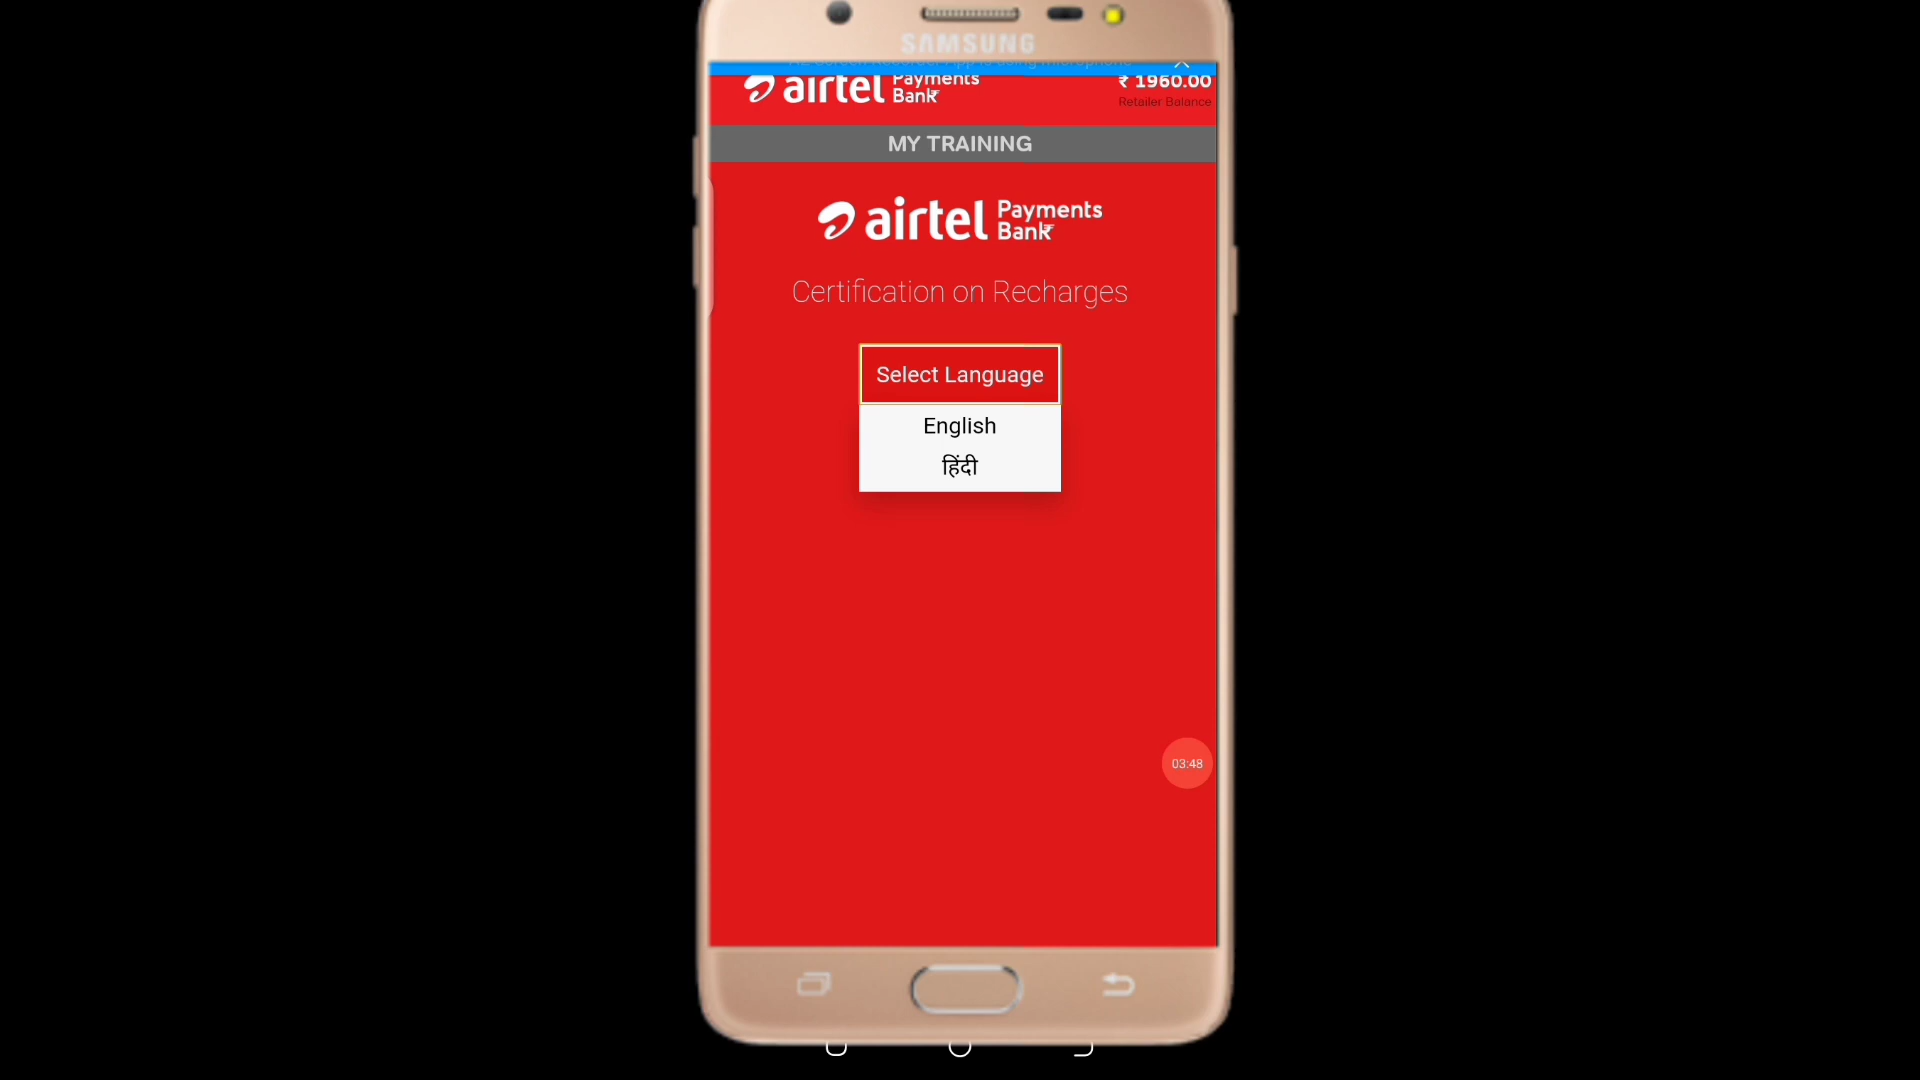 SAMSUNG
airtel Payments Bank
₹ 1960.00
Retailer Balance
MY TRAINING
airtel Payments Bank
Certification on Recharges
Select Language
English
हिंदी
03:48